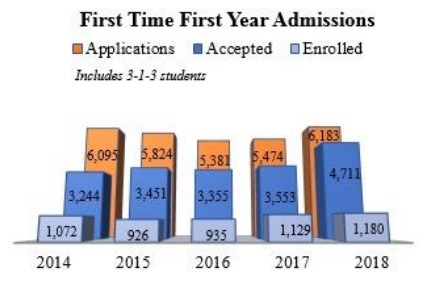 First Time First Year Admissions
Applications Accepted Enrolled
Includes 3-1-3 students
6,095 5,824 5,381 5,474 6,183
3,244 3,451 3,355 3,553 4,711
1,072 926 935 1,129 1,180
2014 2015 2016 2017 2018